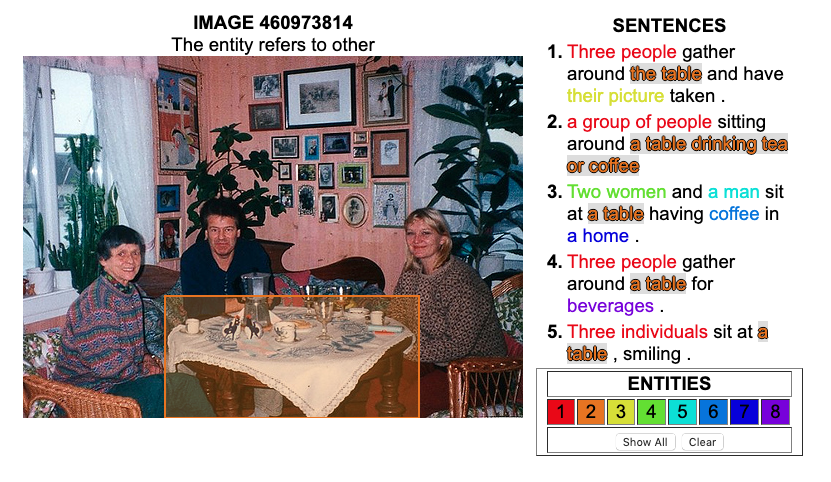 IMAGE 460973814
The entity refers to other
SENTENCES
1. Three people gather
around the table and have
their picture taken .
2. a group of people sitting
around a table drinking tea
or coffee
3. Two women and a man sit
at a table having coffee in
a home .
4. Three people gather
around a table for
beverages .
5. Three individuals sit at a
table , smiling .
ENTITIES
1 2 3 4 5 6 7 8
Show All Clear